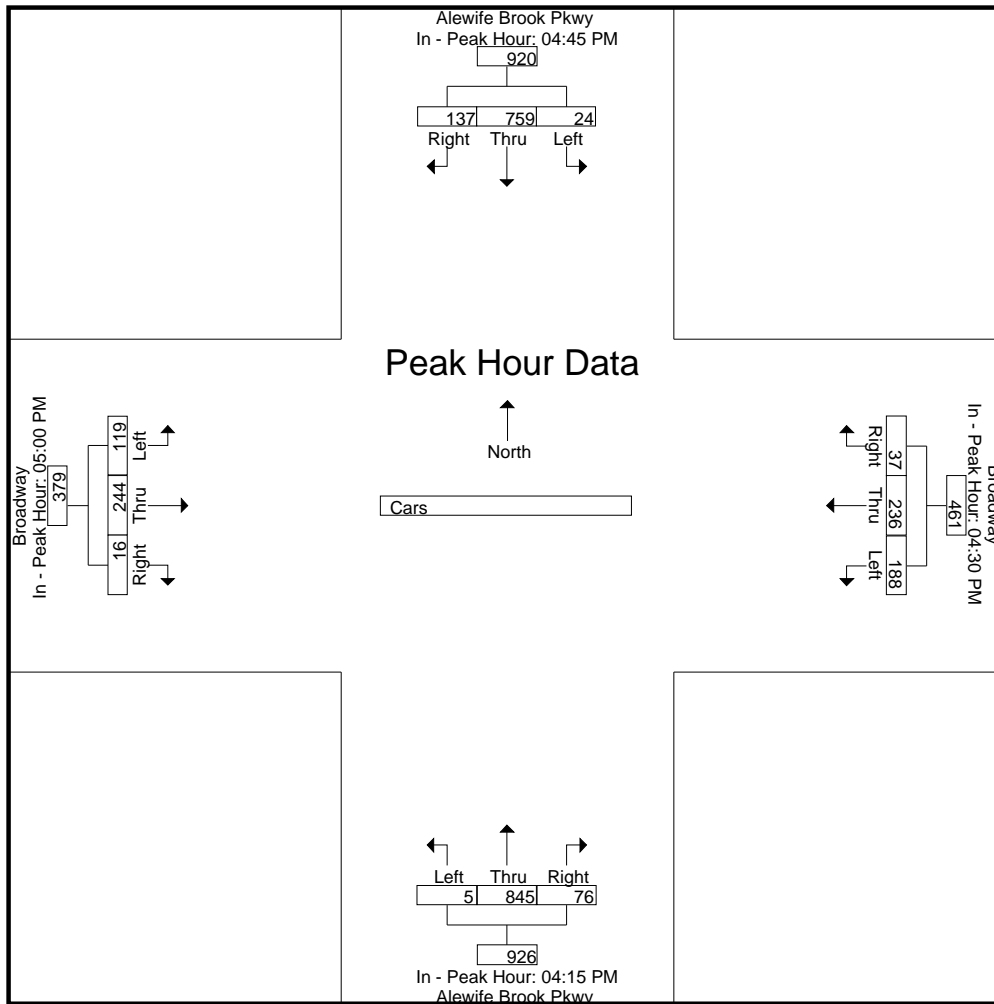 Alewife Brook Pkwy
In - Peak Hour: 04:45 PM
920
137 759 24
Right Thru Left
Peak Hour Data
North
Cars
Broadway
In - Peak Hour: 05:00 PM
379
119 244 16
Left Thru Right
Broadway
In - Peak Hour: 04:30 PM
461
37 236 188
Right Thru Left
Left Thru Right
5 845 76
926
In - Peak Hour: 04:15 PM
Alewife Brook Pkwy